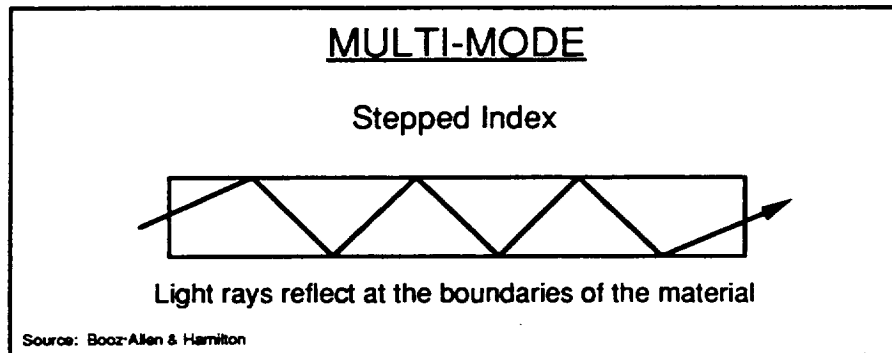 MULTI-MODE
Stepped Index
Light rays reflect at the boundaries of the material
Source: Booz-Allen & Hamilton